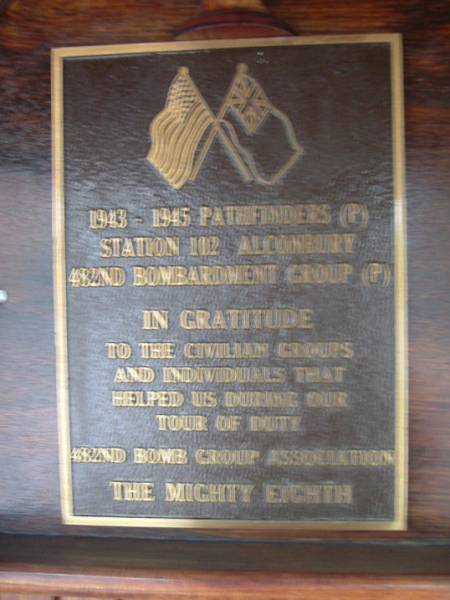 1943 - 1945 PATHFINDERS (P)
STATION 102 ALCONBURY
482ND BOMBARDMENT GROUP (P)
IN GRATITUDE
TO THE CIVILIAN GROUPS
AND INDIVIDUALS THAT
HELPED US DURING OUR
TOUR OF DUTY
482ND BOMB GROUP ASSOCIATION
THE MIGHTY EIGHTH